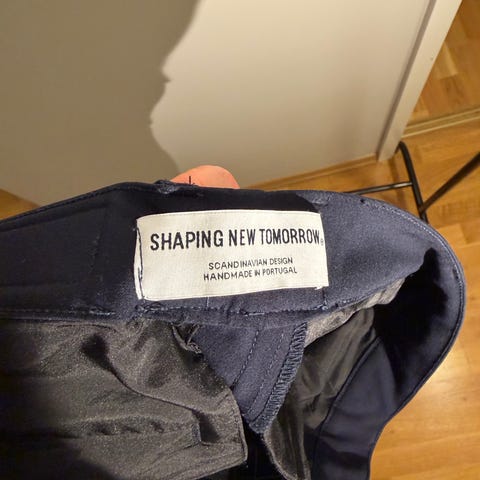 SHAPING NEW TOMORROW®
SCANDINAVIAN DESIGN
HANDMADE IN PORTUGAL